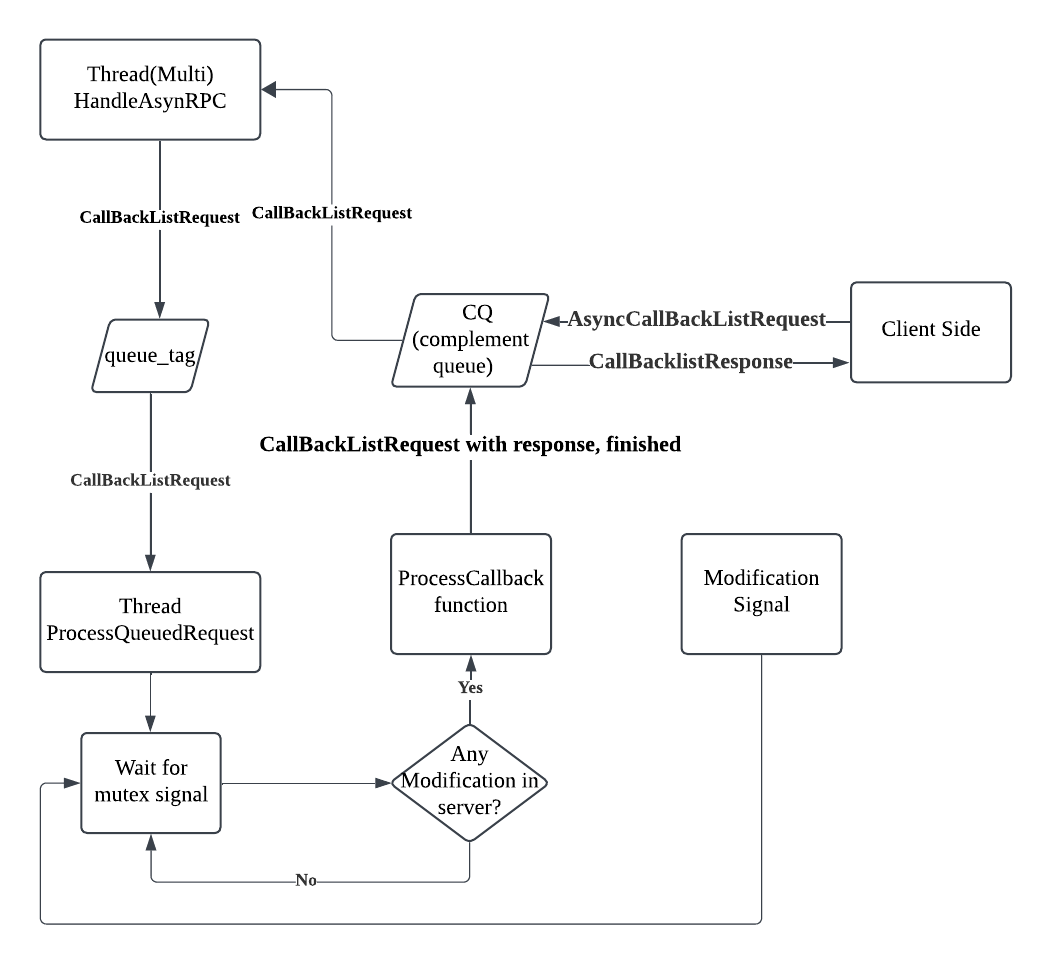 Thread(Multi)
HandleAsynRPC
CallBackListRequest
CallBackListRequest
CQ
(complement
queue)
AsyncCallBackListRequest
CallBacklistResponse
Client Side
queue_tag
CallBackListRequest with response, finished
CallBackListRequest
ProcessCallback
function
Modification
Signal
Thread
ProcessQueuedRequest
Yes
Wait for
mutex signal
Any
Modification in
server?
No